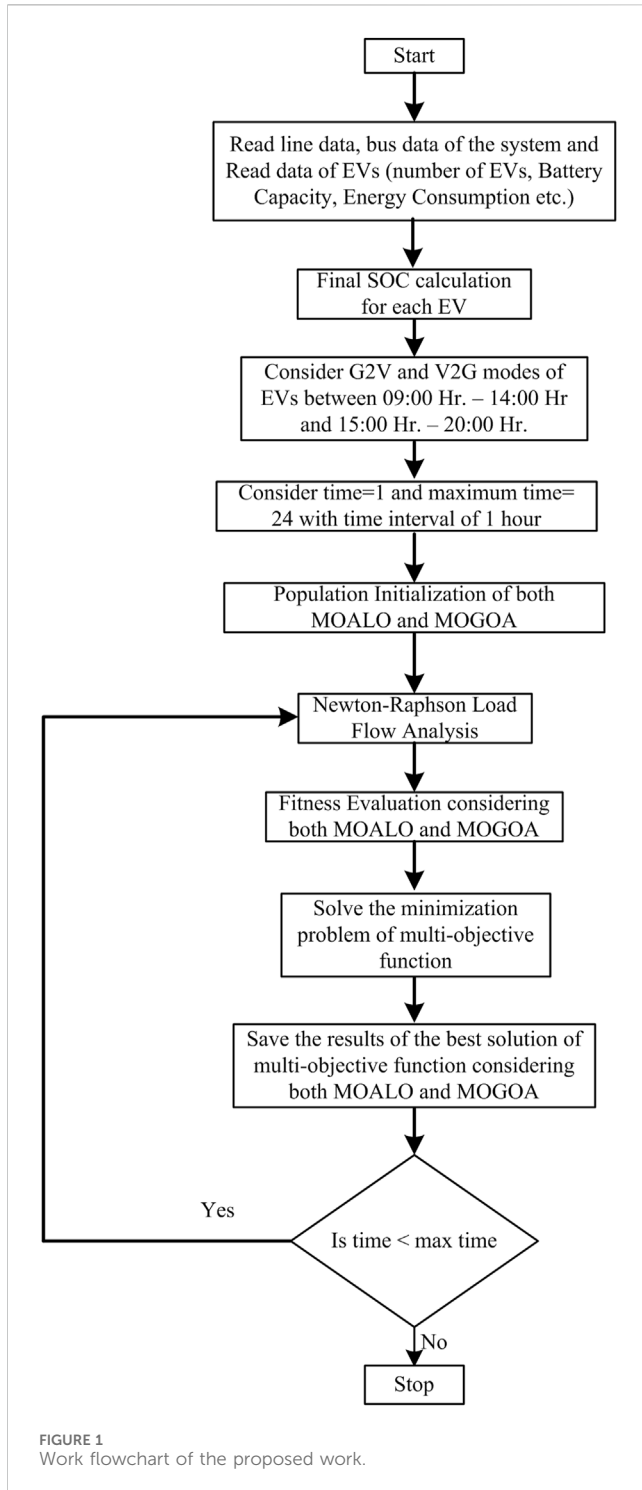 Start
Read line data, bus data of the system and
Read data of EVs (number of EVs, Battery
Capacity, Energy Consumption etc.)
Final SOC calculation
for each EV
Consider G2V and V2G modes of
EVs between 09:00 Hr. – 14:00 Hr
and 15:00 Hr. – 20:00 Hr.
Consider time=1 and maximum time=
24 with time interval of 1 hour
Population Initialization of both
MOALO and MOGOA
Newton-Raphson Load
Flow Analysis
Fitness Evaluation considering
both MOALO and MOGOA
Solve the minimization
problem of multi-objective
function
Save the results of the best solution of
multi-objective function considering
both MOALO and MOGOA
Yes
Is time < max time
No
Stop
FIGURE 1
Work flowchart of the proposed work.